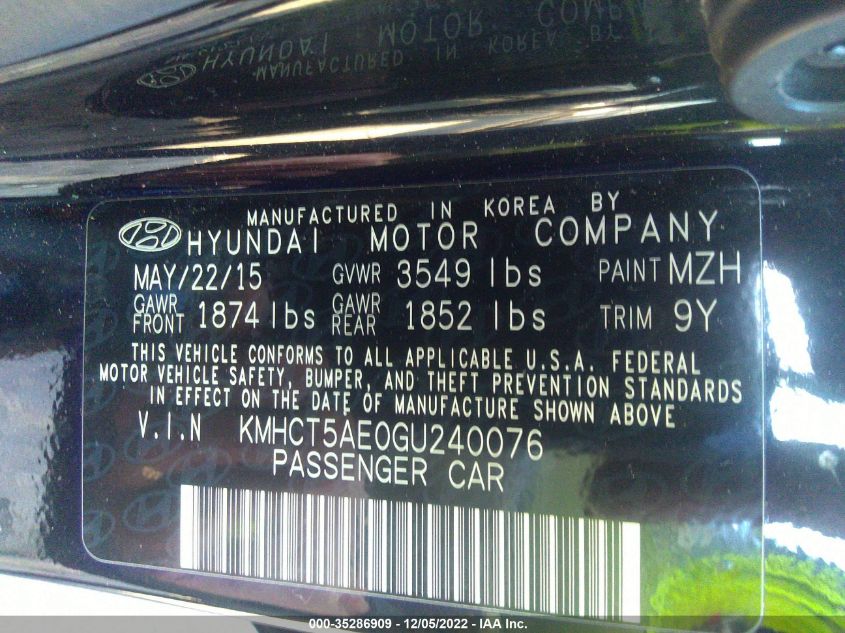 HYUNDAI MOTOR COMPANY
MANUFACTURED IN KOREA BY
MANUFACTURED IN KOREA BY
HYUNDAI MOTOR COMPANY
MAY/22/15 GVWR 3549 lbs PAINT MZH
GAWR FRONT 1874 lbs GAWR REAR 1852 lbs TRIM 9Y
THIS VEHICLE CONFORMS TO ALL APPLICABLE U.S.A. FEDERAL
MOTOR VEHICLE SAFETY, BUMPER, AND THEFT PREVENTION STANDARDS
IN EFFECT ON THE DATE OF MANUFACTURE SHOWN ABOVE
V.I.N KMHCT5AE0GU240076
PASSENGER CAR
000-35286909 - 12/05/2022 - IAA Inc.